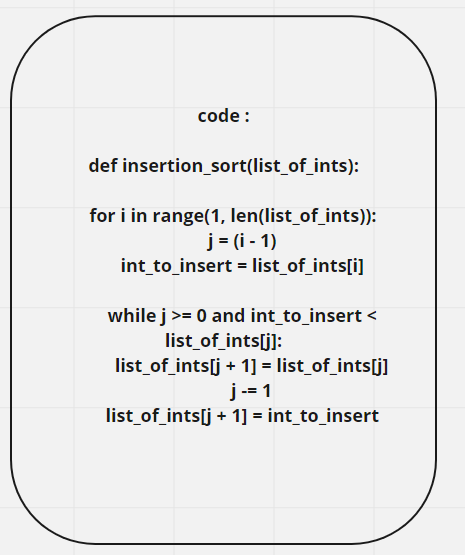 code :
def insertion_sort(list_of_ints):
for i in range(1, len(list_of_ints)):
j = (i - 1)
int_to_insert = list_of_ints[i]
while j >= 0 and int_to_insert <
list_of_ints[j]:
list_of_ints[j + 1] = list_of_ints[j]
j -= 1
list_of_ints[j + 1] = int_to_insert